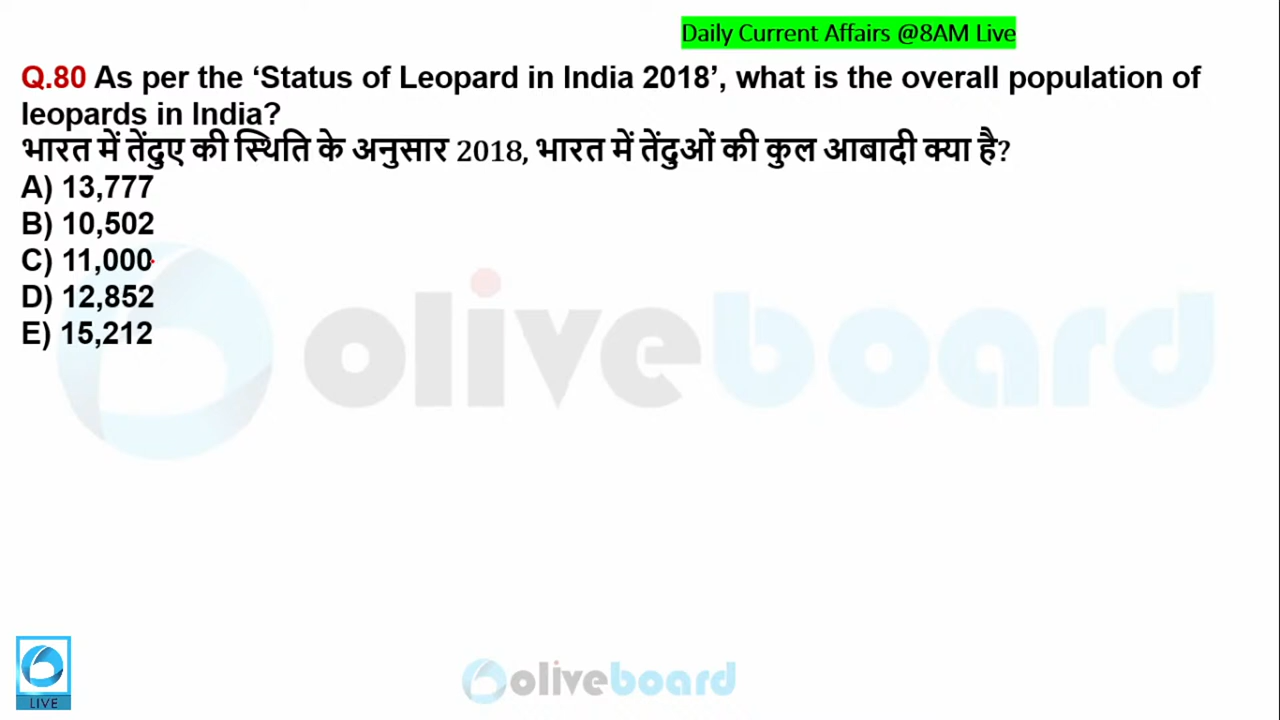 Daily Current Affairs @8AM Live
Q.80 As per the ‘Status of Leopard in India 2018’, what is the overall population of
leopards in India?
भारत में तेंदुए की स्थिति के अनुसार 2018, भारत में तेंदुओं की कुल आबादी क्या है?
A) 13,777
B) 10,502
C) 11,000
D) 12,852
E) 15,212
oliveboard
LIVE
oliveboard